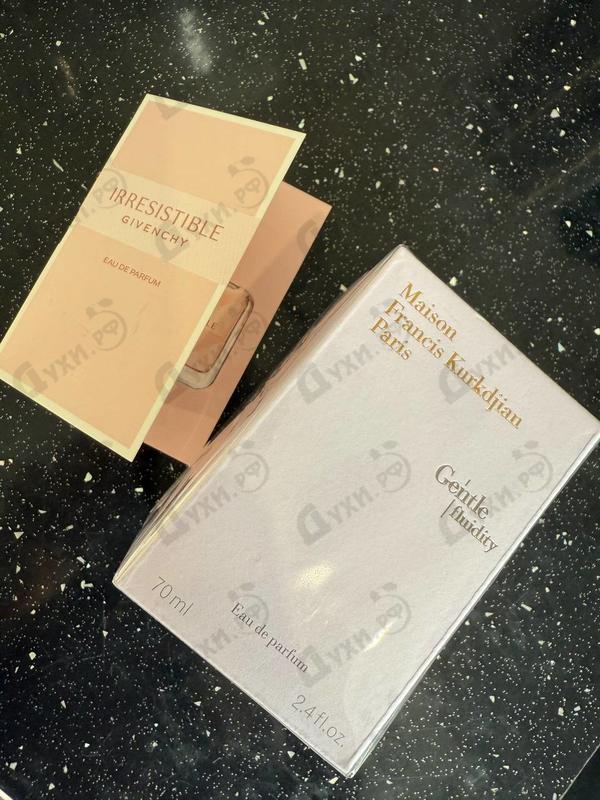 IRRESISTIBLE
GIVENCHY
EAU DE PARFUM
Maison
Francis Kurkdjian
Paris
Gentle
fluidity
70 ml
Eau de parfum
2.4 fl.oz.
Духи.рф